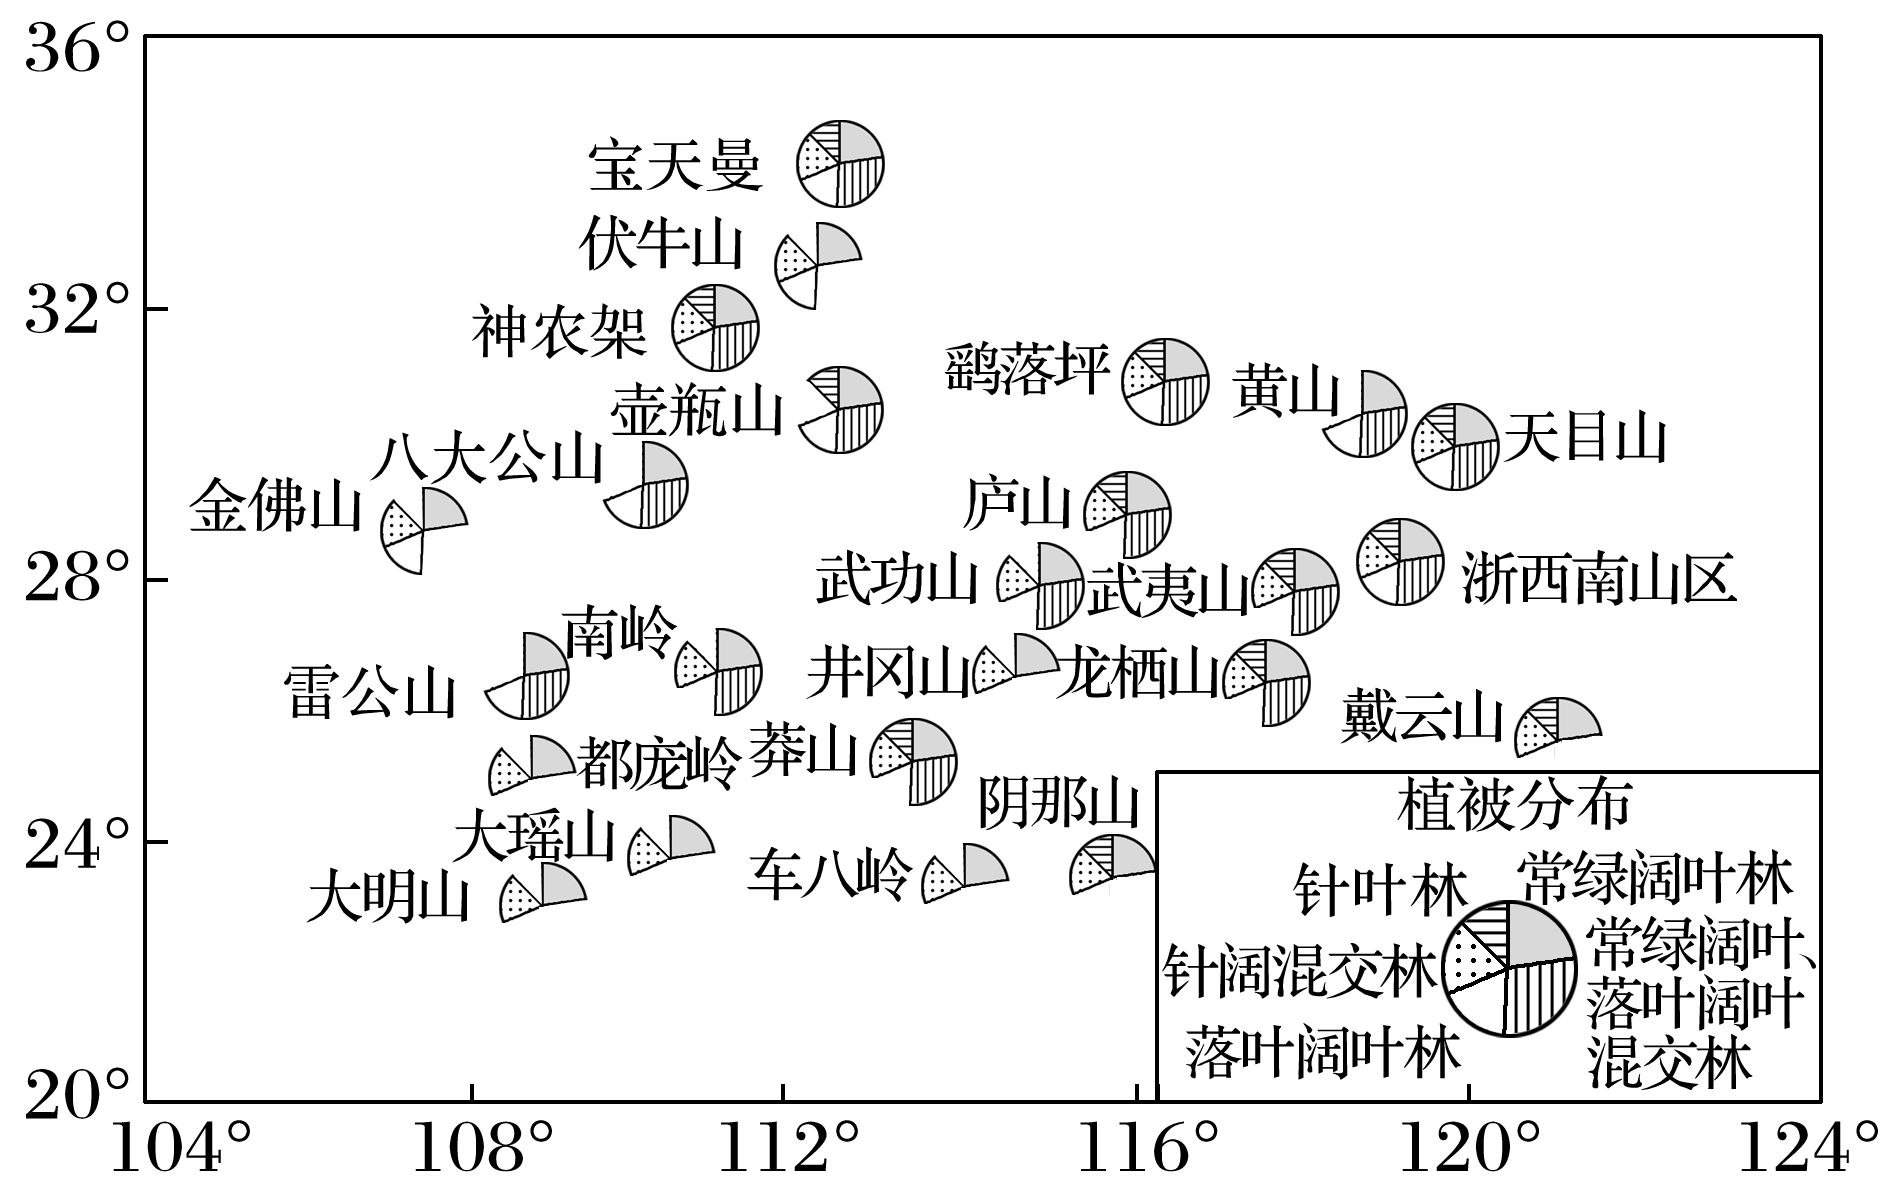 36°
宝天曼
伏牛山
32°
神农架
鹞落坪
黄山
壶瓶山
天目山
八大公山
金佛山
庐山
28°
武功山
武夷山
浙西南山区
南岭
井冈山
龙栖山
雷公山
戴云山
都庞岭
莽山
阴那山
植被分布
24°
大瑶山
车八岭
大明山
针叶林
常绿阔叶林
针阔混交林
常绿阔叶、
落叶阔叶
混交林
落叶阔叶林
20°
104°
108°
112°
116°
120°
124°